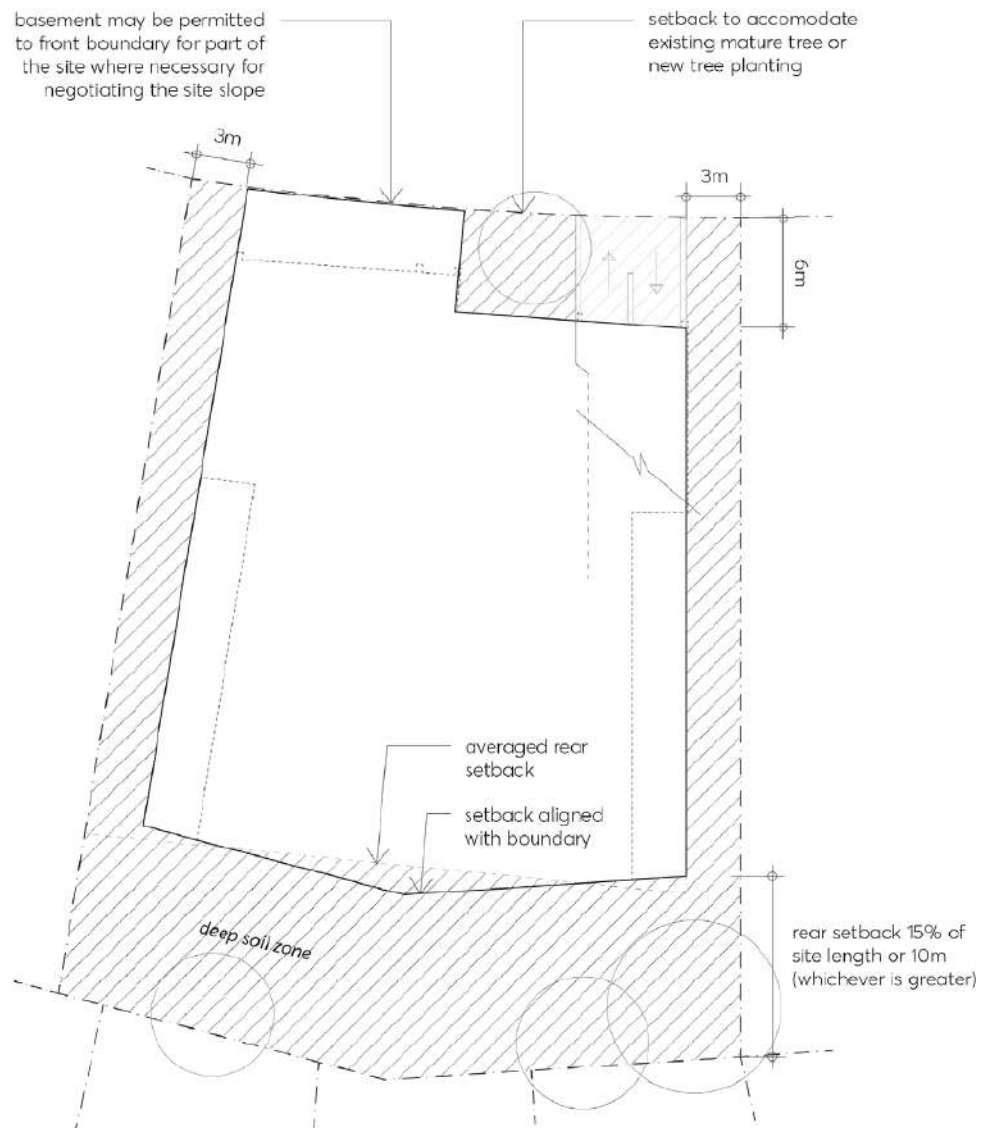 basement may be permitted
to front boundary for part of
the site where necessary for
negotiating the site slope
setback to accomodate
existing mature tree or
new tree planting
3m
3m
6m
averaged rear
setback
setback aligned
with boundary
deep soil zone
rear setback 15% of
site length or 10m
(whichever is greater)